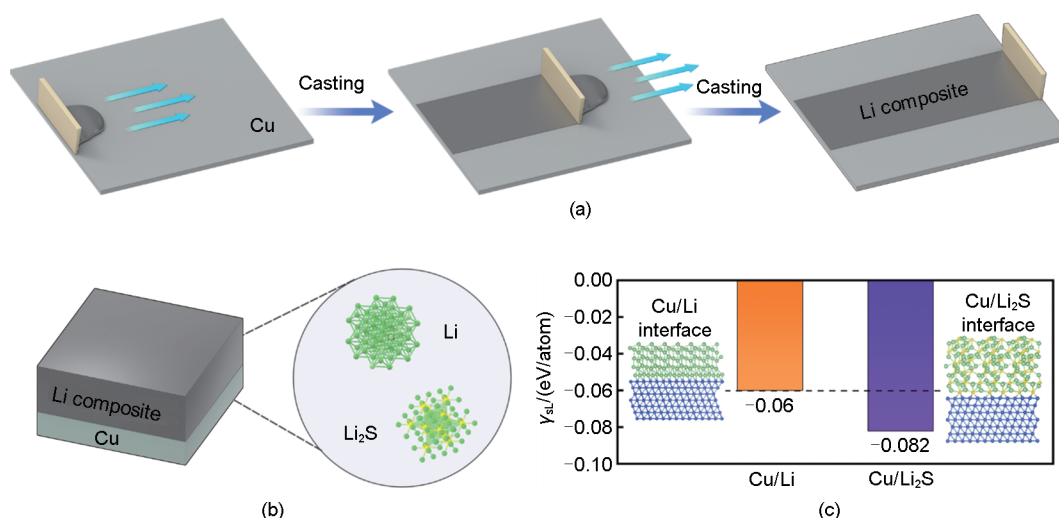 Casting
Casting
Cu
Li composite
(a)
Li
Li₂S
Li composite
Cu
(b)
γsL/(eV/atom)
0.00
−0.02
−0.04
−0.06
−0.08
−0.10
Cu/Li
interface
Cu/Li₂S
interface
−0.06
−0.082
Cu/Li
Cu/Li₂S
(c)